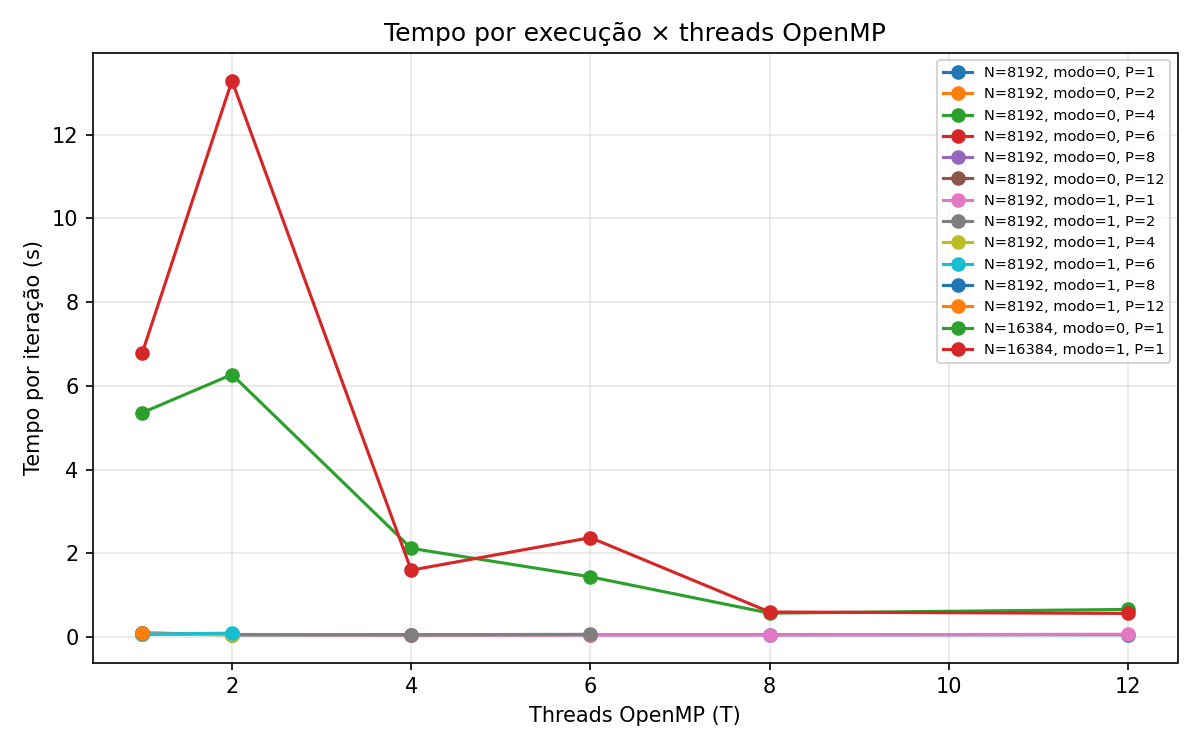 Tempo por execução × threads OpenMP
N=8192, modo=0, P=1
N=8192, modo=0, P=2
N=8192, modo=0, P=4
N=8192, modo=0, P=6
N=8192, modo=0, P=8
N=8192, modo=0, P=12
N=8192, modo=1, P=1
N=8192, modo=1, P=2
N=8192, modo=1, P=4
N=8192, modo=1, P=6
N=8192, modo=1, P=8
N=8192, modo=1, P=12
N=16384, modo=0, P=1
N=16384, modo=1, P=1
Tempo por iteração (s)
12
10
8
6
4
2
0
2
4
6
8
10
12
Threads OpenMP (T)